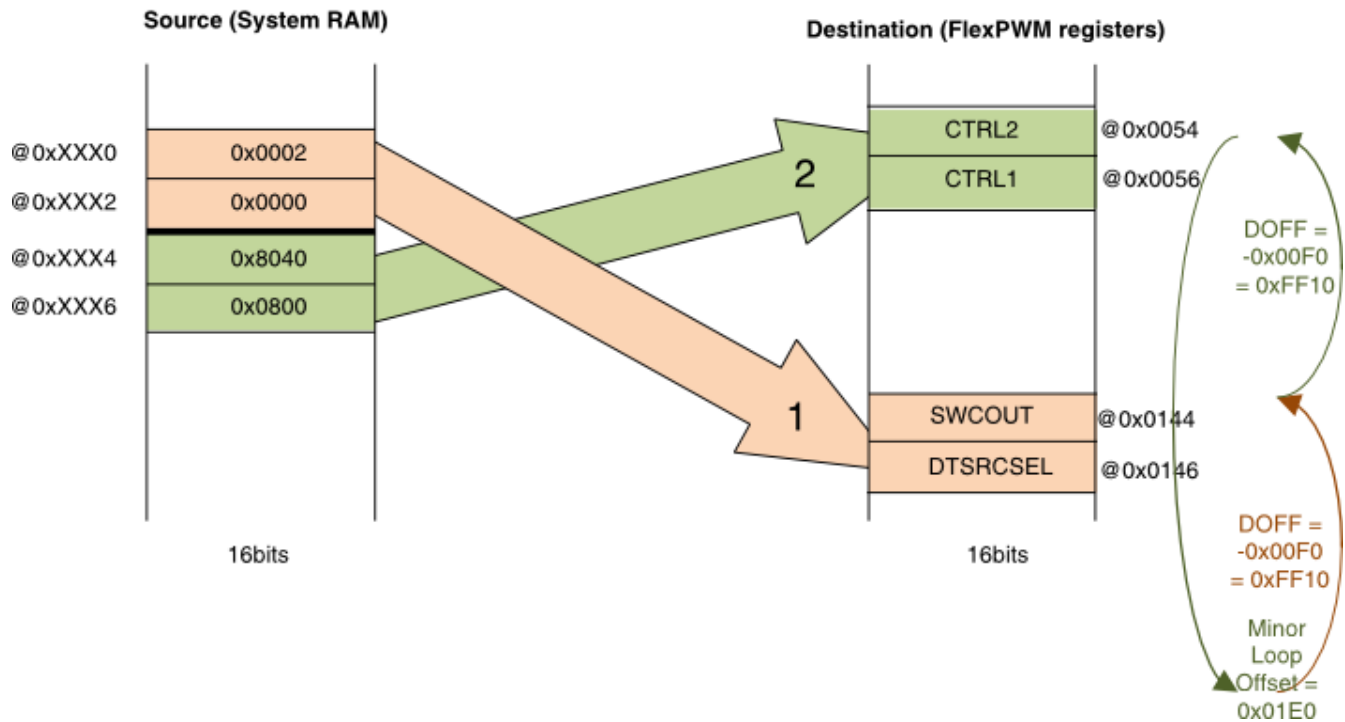 Source (System RAM)
Destination (FlexPWM registers)
@0xXXX0
0x0002
@0xXXX2
0x0000
@0xXXX4
0x8040
@0xXXX6
0x0800
2
1
CTRL2
@0x0054
CTRL1
@0x0056
SWCOUT
@0x0144
DTSRCSEL
@0x0146
DOFF =
-0x00F0
= 0xFF10
DOFF =
-0x00F0
= 0xFF10
Minor
Loop
Offset =
0x01E0
16bits
16bits